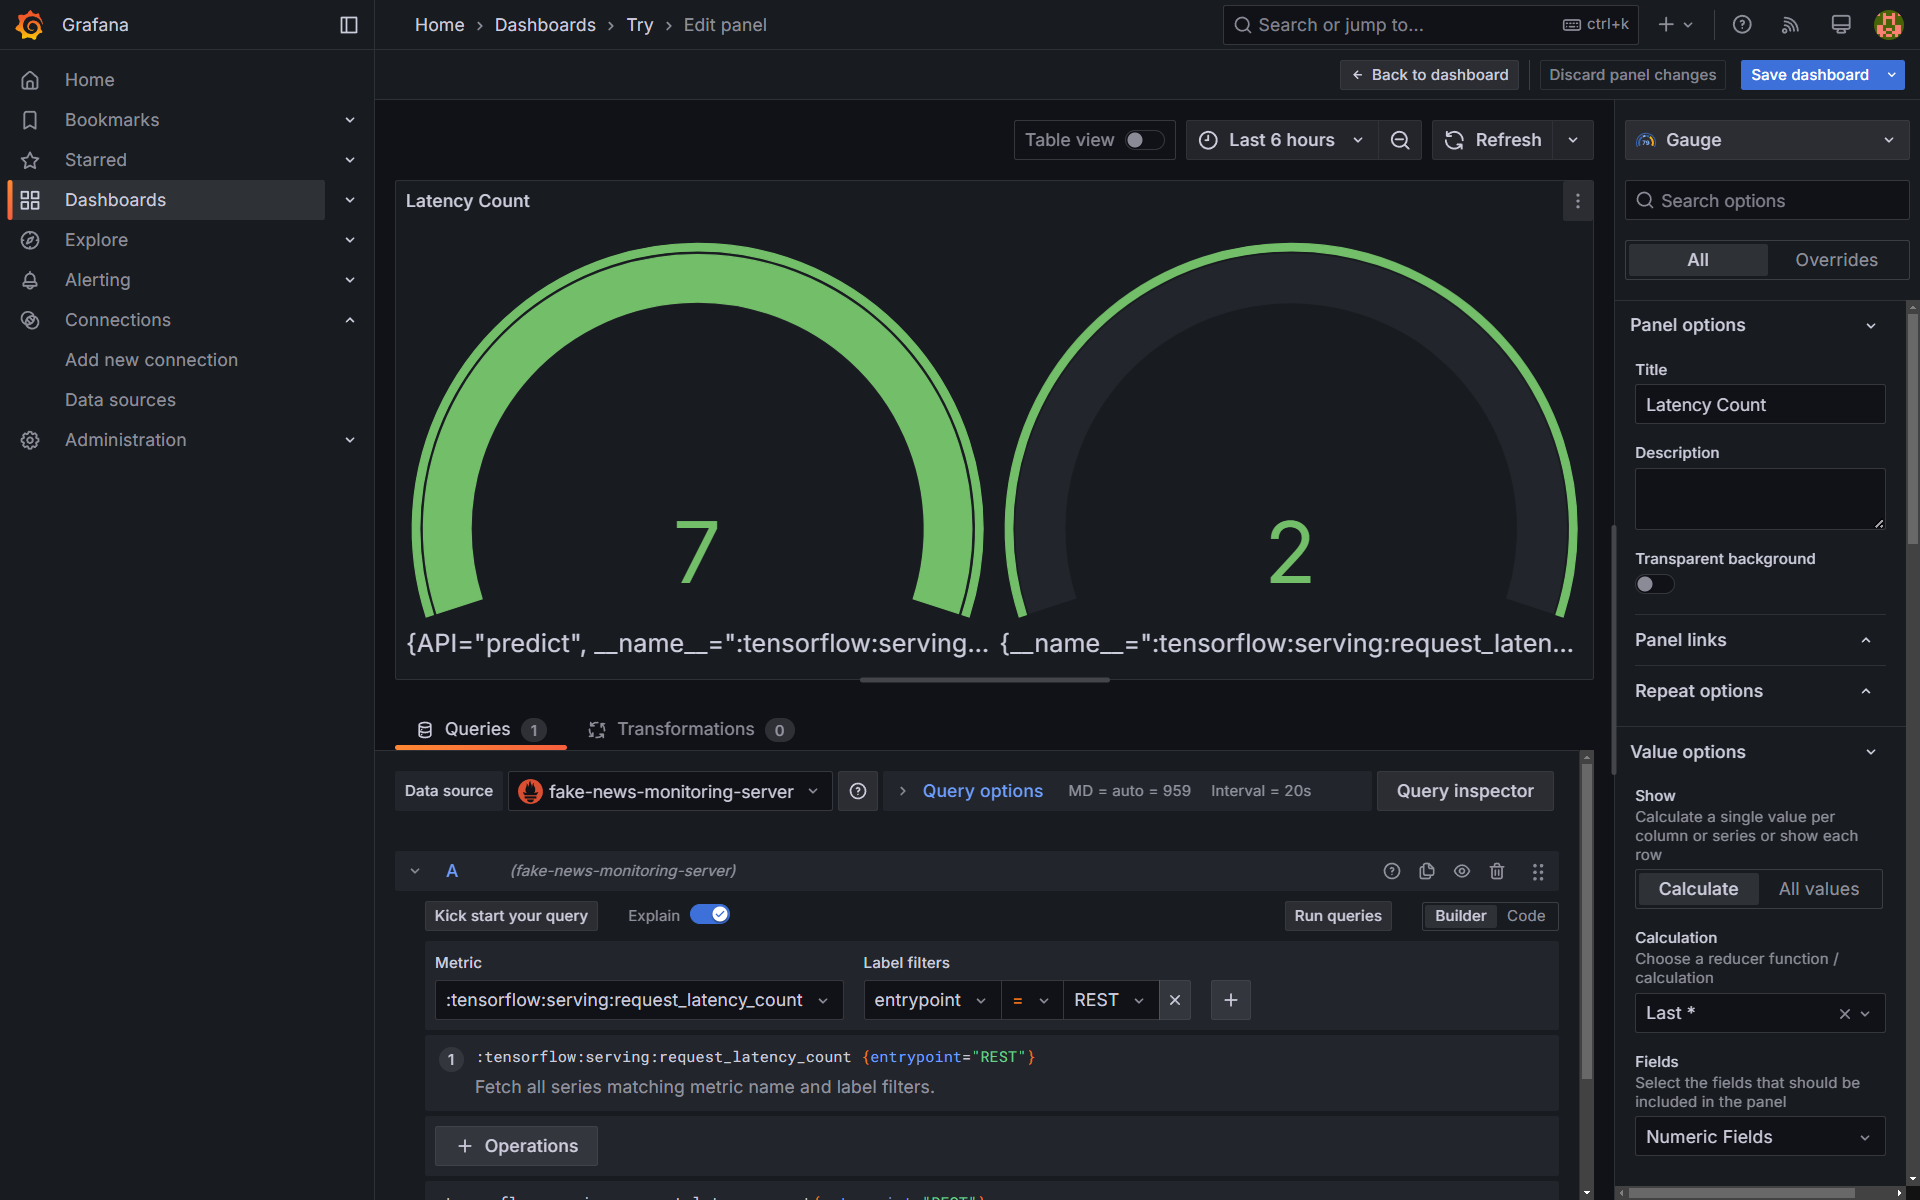 Grafana
Home
Dashboards
Try
Edit panel
Search or jump to...
ctrl+k
Back to dashboard
Discard panel changes
Save dashboard
Home
Bookmarks
Starred
Dashboards
Explore
Alerting
Connections
Add new connection
Data sources
Administration
Table view
Last 6 hours
Refresh
Latency Count
7
2
{API="predict", __name__=":tensorflow:serving...
{__name__=":tensorflow:serving:request_laten...
Queries 1
Transformations 0
Data source
fake-news-monitoring-server
Query options
MD = auto = 959
Interval = 20s
Query inspector
A
(fake-news-monitoring-server)
Kick start your query
Explain
Run queries
Builder
Code
Metric
Label filters
:tensorflow:serving:request_latency_count
entrypoint
=
REST
1
:tensorflow:serving:request_latency_count {entrypoint="REST"}
Fetch all series matching metric name and label filters.
Operations
79
Gauge
Search options
All
Overrides
Panel options
Title
Latency Count
Description
Transparent background
Panel links
Repeat options
Value options
Show
Calculate a single value per
column or series or show each
row
Calculate
All values
Calculation
Choose a reducer function /
calculation
Last *
Fields
Select the fields that should be
included in the panel
Numeric Fields